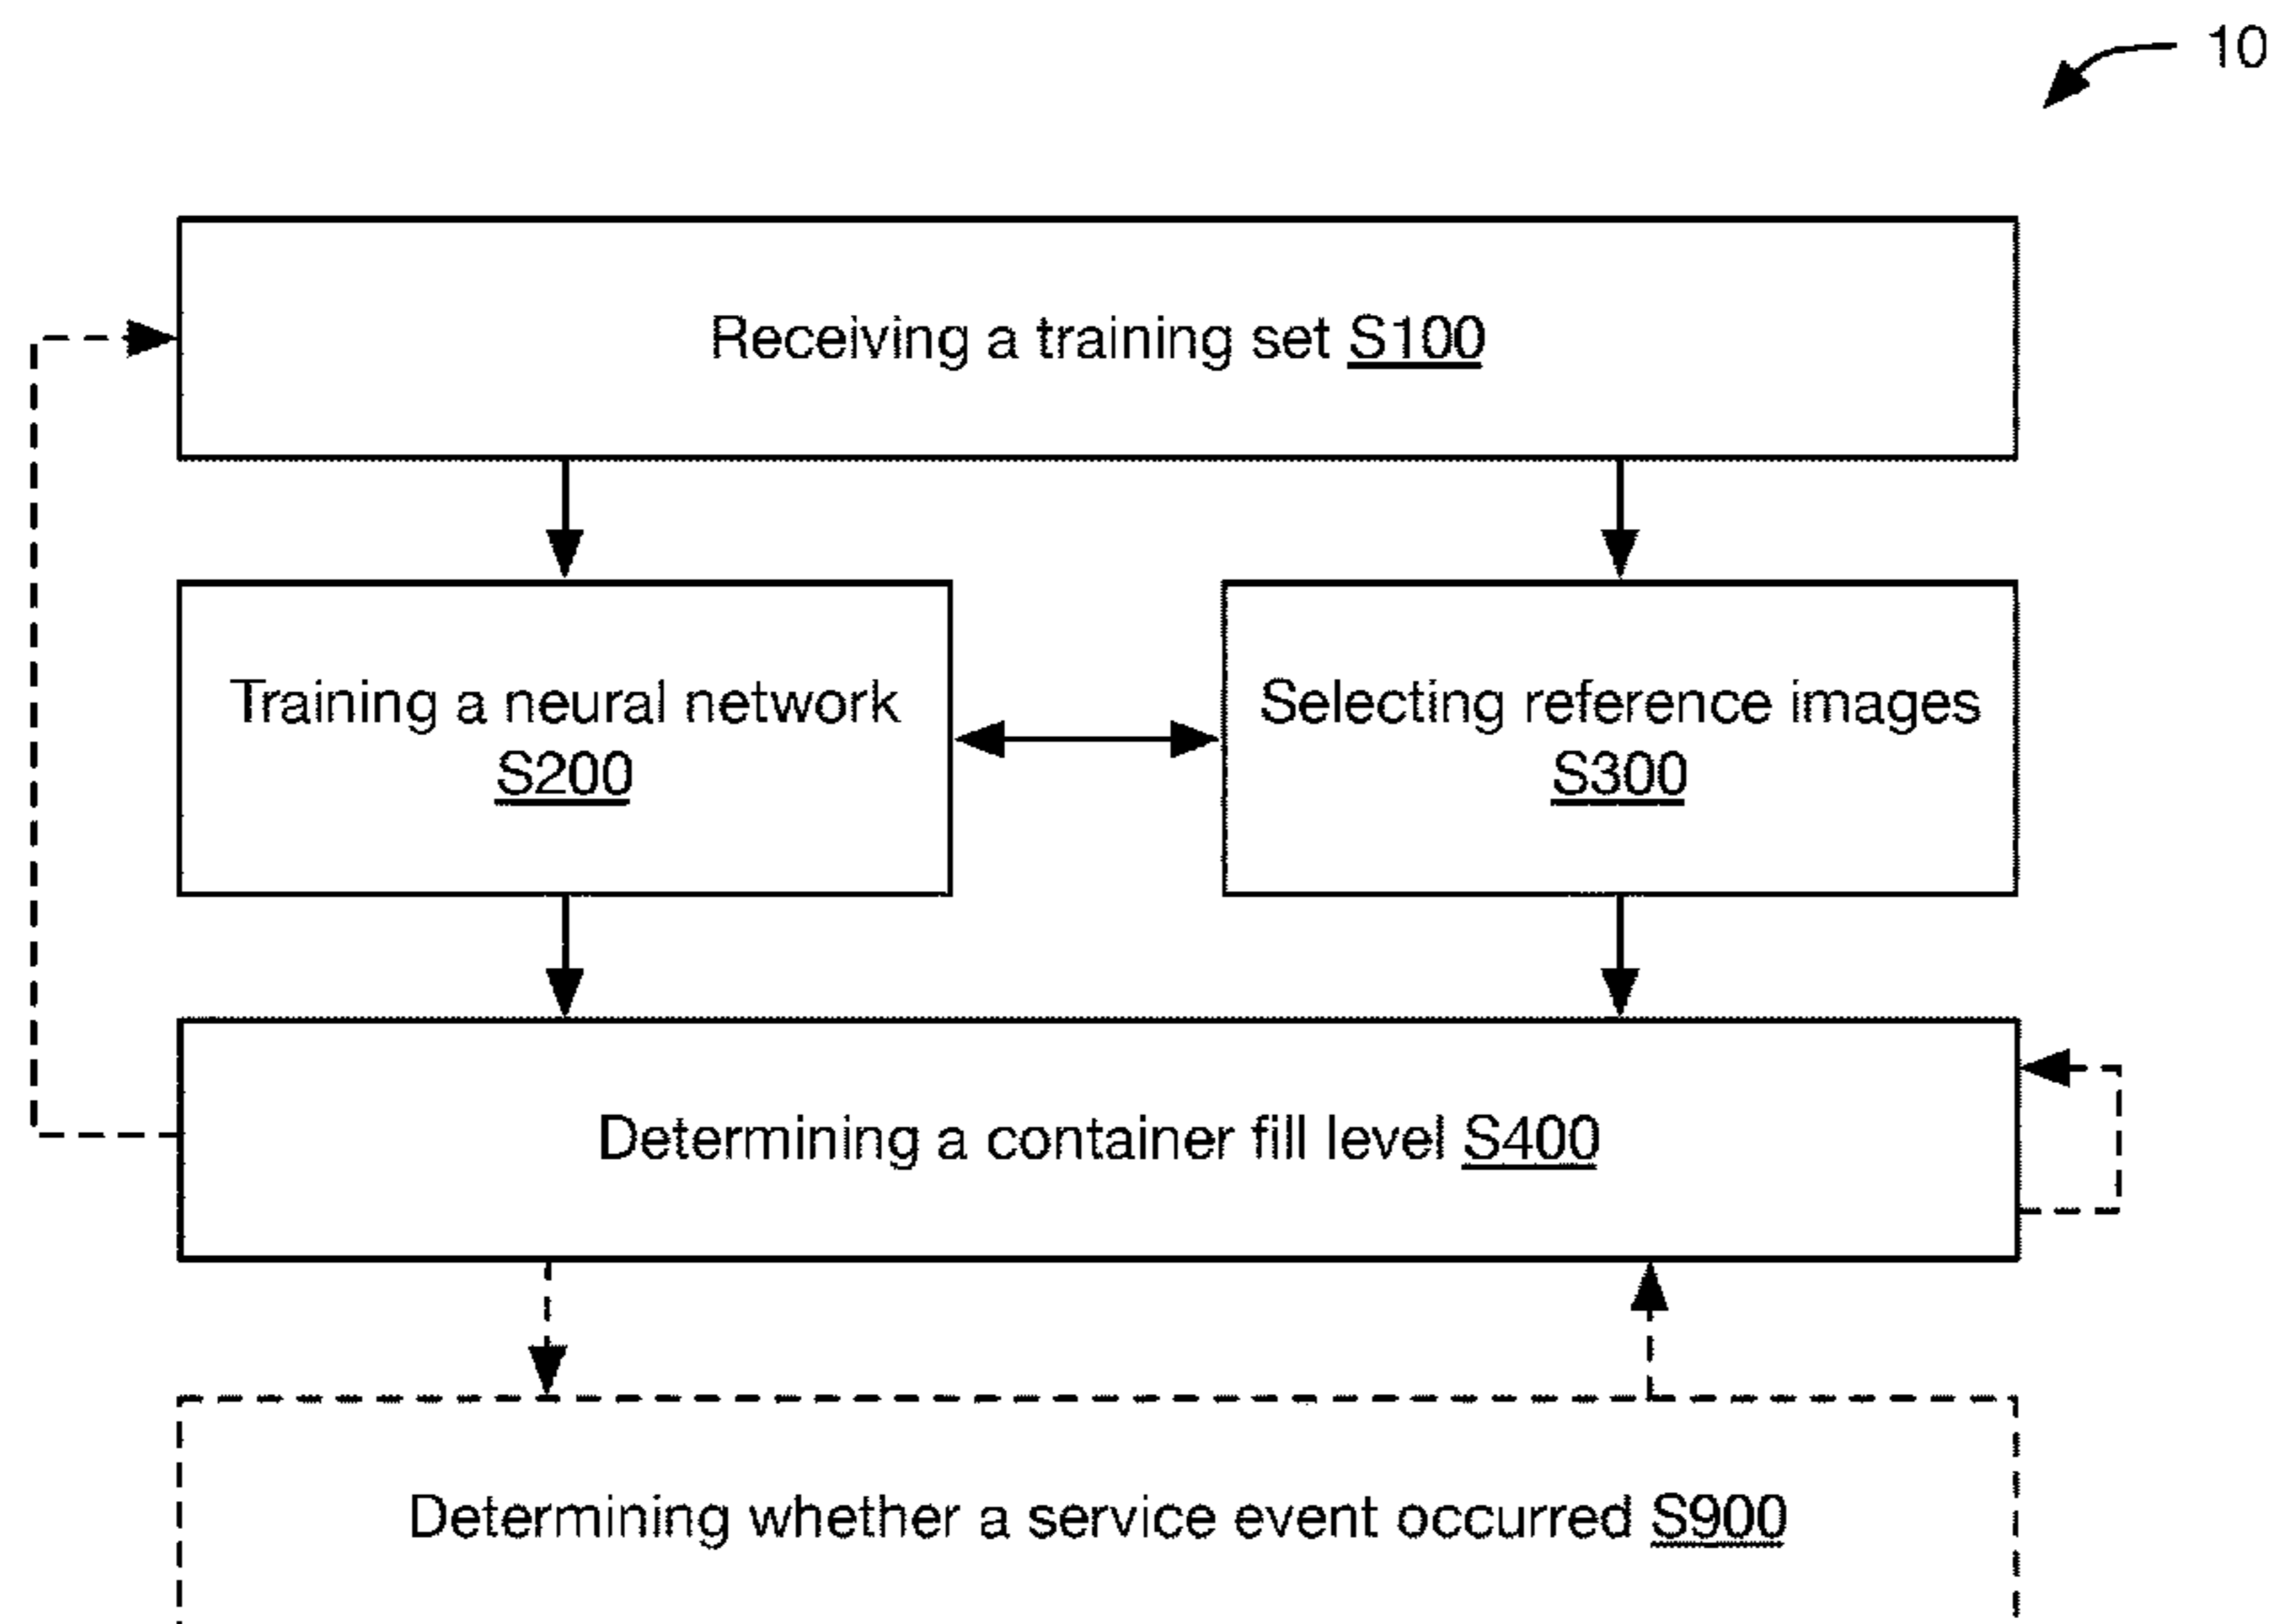 10
Receiving a training set S100
Training a neural network
S200
Selecting reference images
S300
Determining a container fill level S400
Determining whether a service event occurred S900